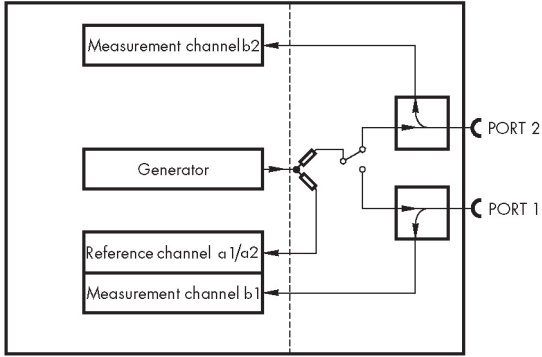 Measurement channel b2
PORT 2
Generator
PORT 1
Reference channel a1/a2
Measurement channel b1